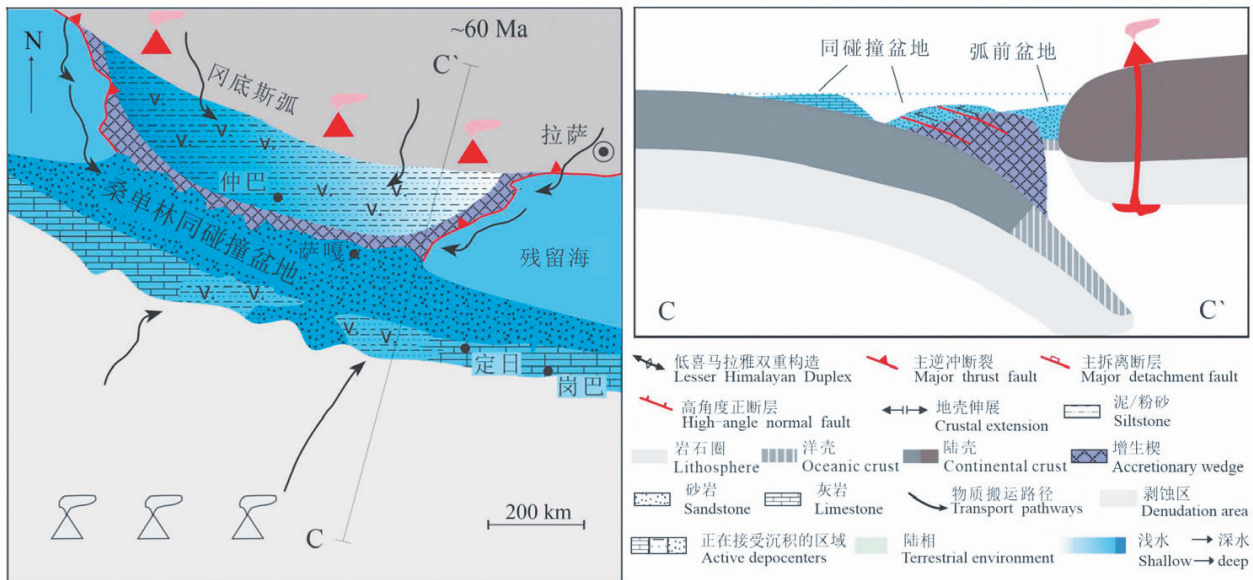 ~60 Ma
N
C`
冈底斯弧
拉萨
仲巴
桑单林同碰撞盆地
萨嘎
残留海
定日
岗巴
C
200 km
同碰撞盆地
弧前盆地
C
C`
低喜马拉雅双重构造
Lesser Himalayan Duplex
主逆冲断裂
Major thrust fault
主拆离断层
Major detachment fault
高角度正断层
High-angle normal fault
地壳伸展
Crustal extension
泥/粉砂
Siltstone
岩石圈
Lithosphere
洋壳
Oceanic crust
陆壳
Continental crust
增生楔
Accretionary wedge
砂岩
Sandstone
灰岩
Limestone
物质搬运路径
Transport pathways
剥蚀区
Denudation area
正在接受沉积的区域
Active depocenters
陆相
Terrestrial environment
浅水→深水
Shallow→deep